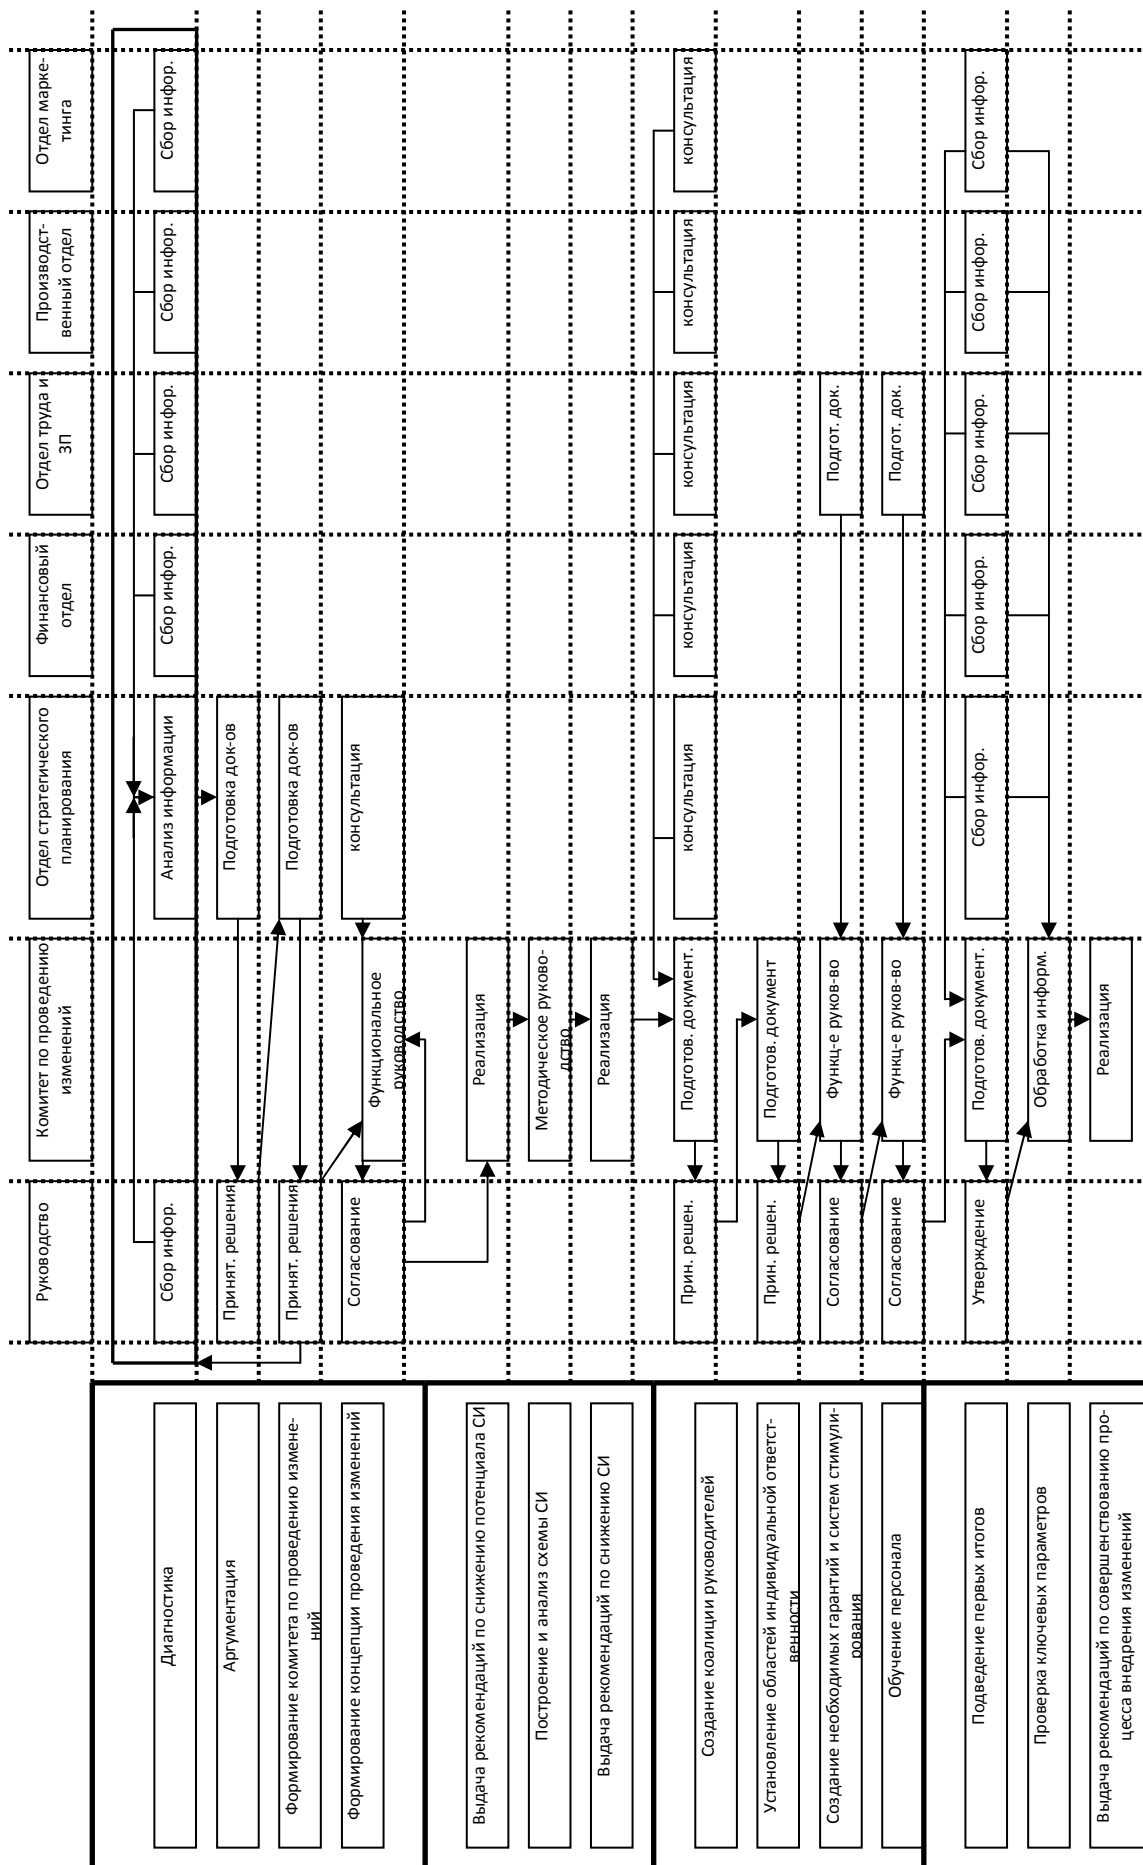 Руководство
Комитет по проведению
изменений
Отдел стратегического
планирования
Финансовый
отдел
Отдел труда и
ЗП
Производст-
венный отдел
Отдел марке-
тинга
Диагностика
Сбор инфор.
Анализ информации
Сбор инфор.
Сбор инфор.
Сбор инфор.
Сбор инфор.
Аргументация
Принят. решения
Подготовка док-ов
Формирование комитета по проведению измене-
ний
Принят. решения
Подготовка док-ов
Формирование концепции проведения изменений
Согласование
Функциональное
руководство
консультация
Выдача рекомендаций по снижению потенциала СИ
Реализация
Построение и анализ схемы СИ
Методическое руково-
дство
Выдача рекомендаций по снижению СИ
Реализация
Создание коалиции руководителей
Прин. решен.
Подготов. документ.
консультация
консультация
консультация
консультация
консультация
Установление областей индивидуальной ответст-
венности
Прин. решен.
Подготов. документ
Создание необходимых гарантий и систем стимули-
рования
Согласование
Функц-е руков-во
Подгот. док.
Обучение персонала
Согласование
Функц-е руков-во
Подгот. док.
Подведение первых итогов
Утверждение
Подготов. документ.
Сбор инфор.
Сбор инфор.
Сбор инфор.
Сбор инфор.
Сбор инфор.
Проверка ключевых параметров
Обработка информ.
Выдача рекомендаций по совершенствованию про-
цесса внедрения изменений
Реализация